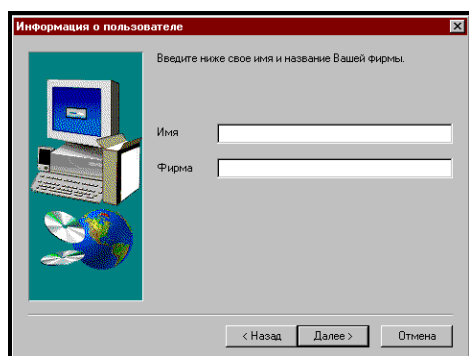 Информация о пользователе
Введите ниже свое имя и название Вашей фирмы.
Имя
Фирма
< Назад
Далее >
Отмена